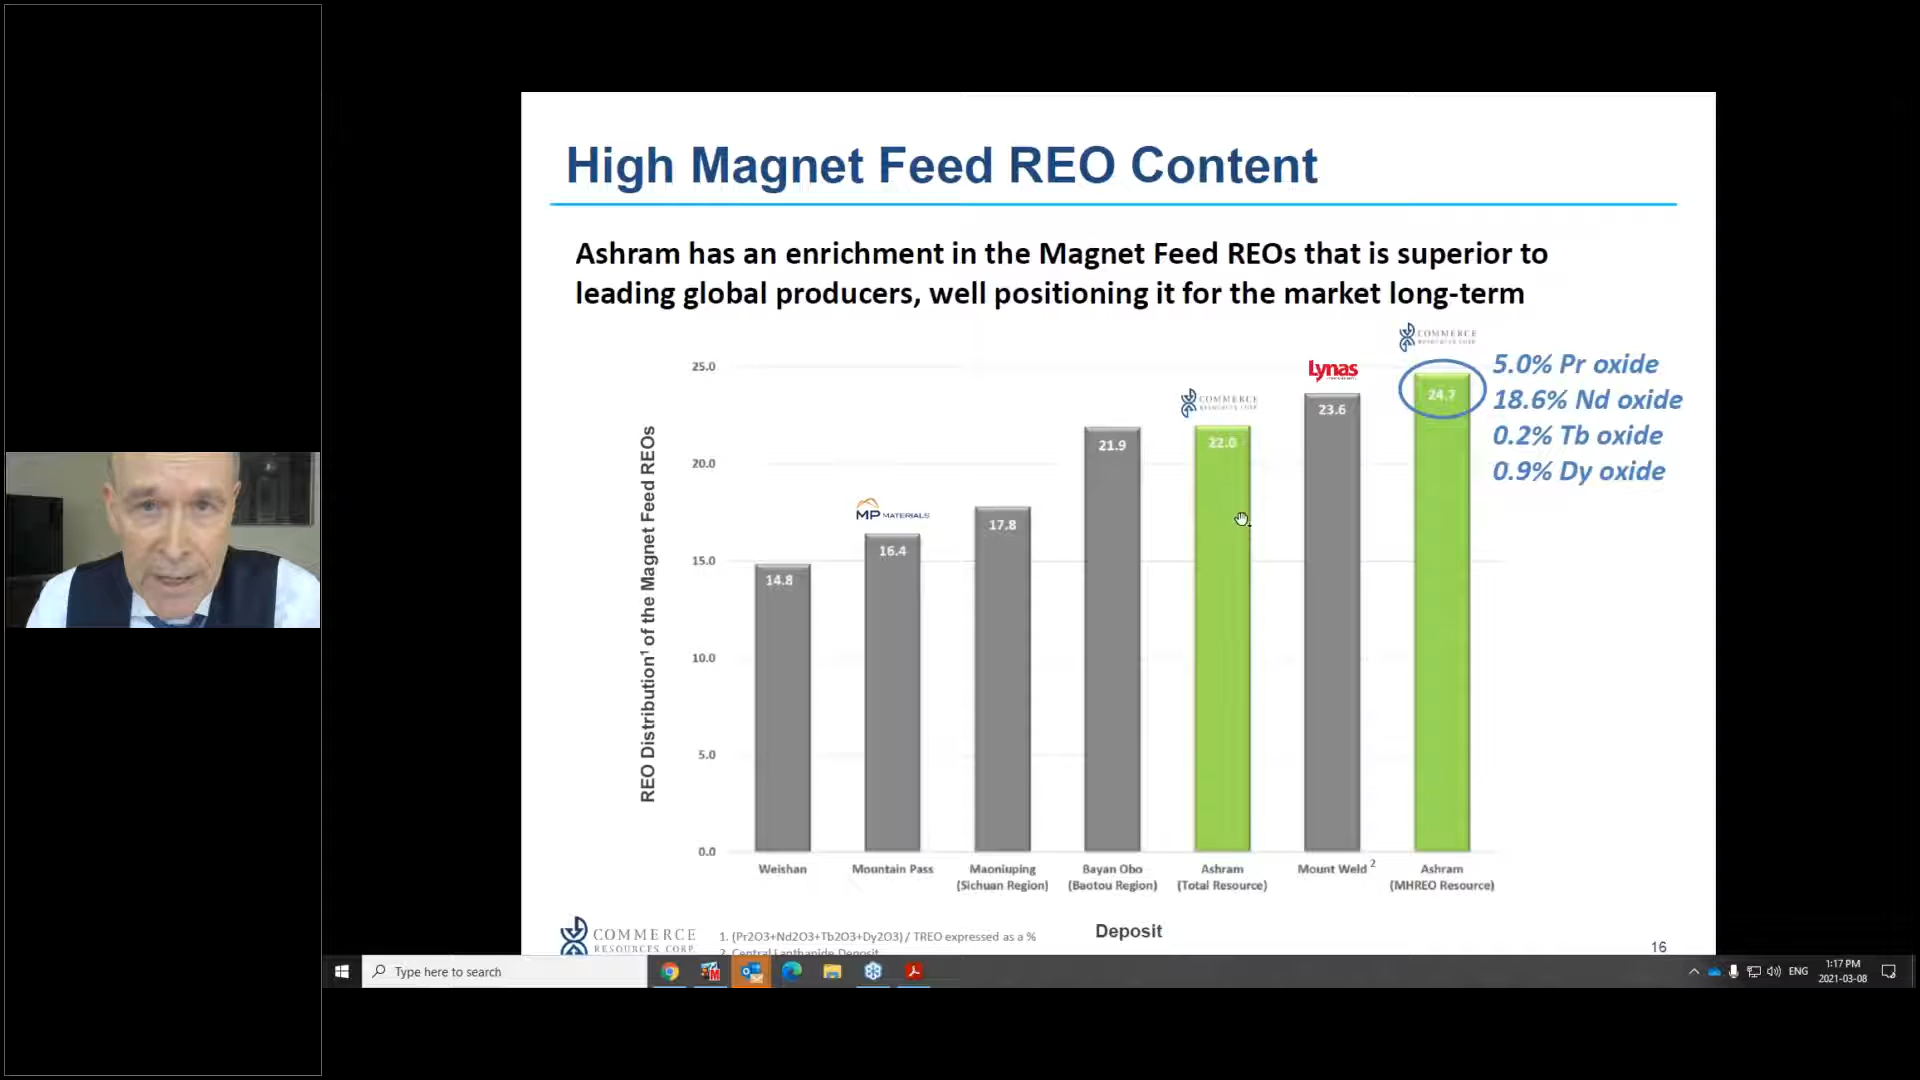 High Magnet Feed REO Content
Ashram has an enrichment in the Magnet Feed REOs that is superior to
leading global producers, well positioning it for the market long-term
COMMERCE
RESOURCES CORP.
5.0% Pr oxide
18.6% Nd oxide
0.2% Tb oxide
0.9% Dy oxide
Lynas
COMMERCE
RESOURCES CORP.
MP MATERIALS
REO Distribution¹ of the Magnet Feed REOs
25.0
20.0
15.0
10.0
5.0
0.0
14.8
16.4
17.8
21.9
22.0
23.6
24.7
Weishan
Mountain Pass
Maoniuping
(Sichuan Region)
Bayan Obo
(Baotou Region)
Ashram
(Total Resource)
Mount Weld 2
Ashram
(MHREO Resource)
Deposit
COMMERCE
RESOURCES CORP.
1. (Pr2O3+Nd2O3+Tb2O3+Dy2O3) / TREO expressed as a %
2. Central Lanthanide Deposit
16
Type here to search
ENG
1:17 PM
2021-03-08